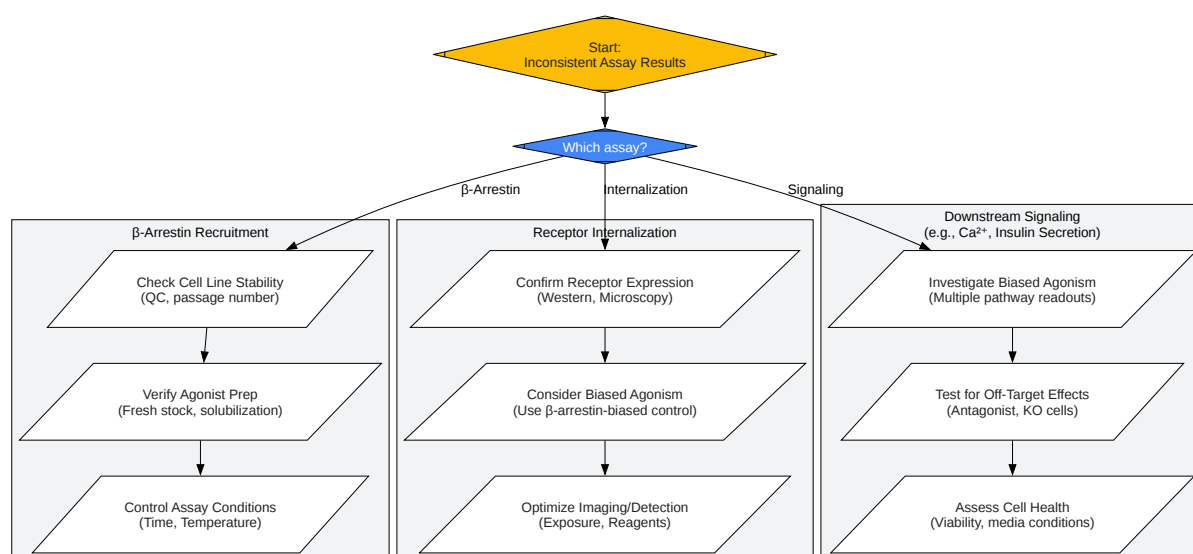 Start:
Inconsistent Assay Results
Which assay?
β-Arrestin
Internalization
Signaling
β-Arrestin Recruitment
Check Cell Line Stability
(QC, passage number)
Verify Agonist Prep
(Fresh stock, solubilization)
Control Assay Conditions
(Time, Temperature)
Receptor Internalization
Confirm Receptor Expression
(Western, Microscopy)
Consider Biased Agonism
(Use β-arrestin-biased control)
Optimize Imaging/Detection
(Exposure, Reagents)
Downstream Signaling
(e.g., Ca²⁺, Insulin Secretion)
Investigate Biased Agonism
(Multiple pathway readouts)
Test for Off-Target Effects
(Antagonist, KO cells)
Assess Cell Health
(Viability, media conditions)